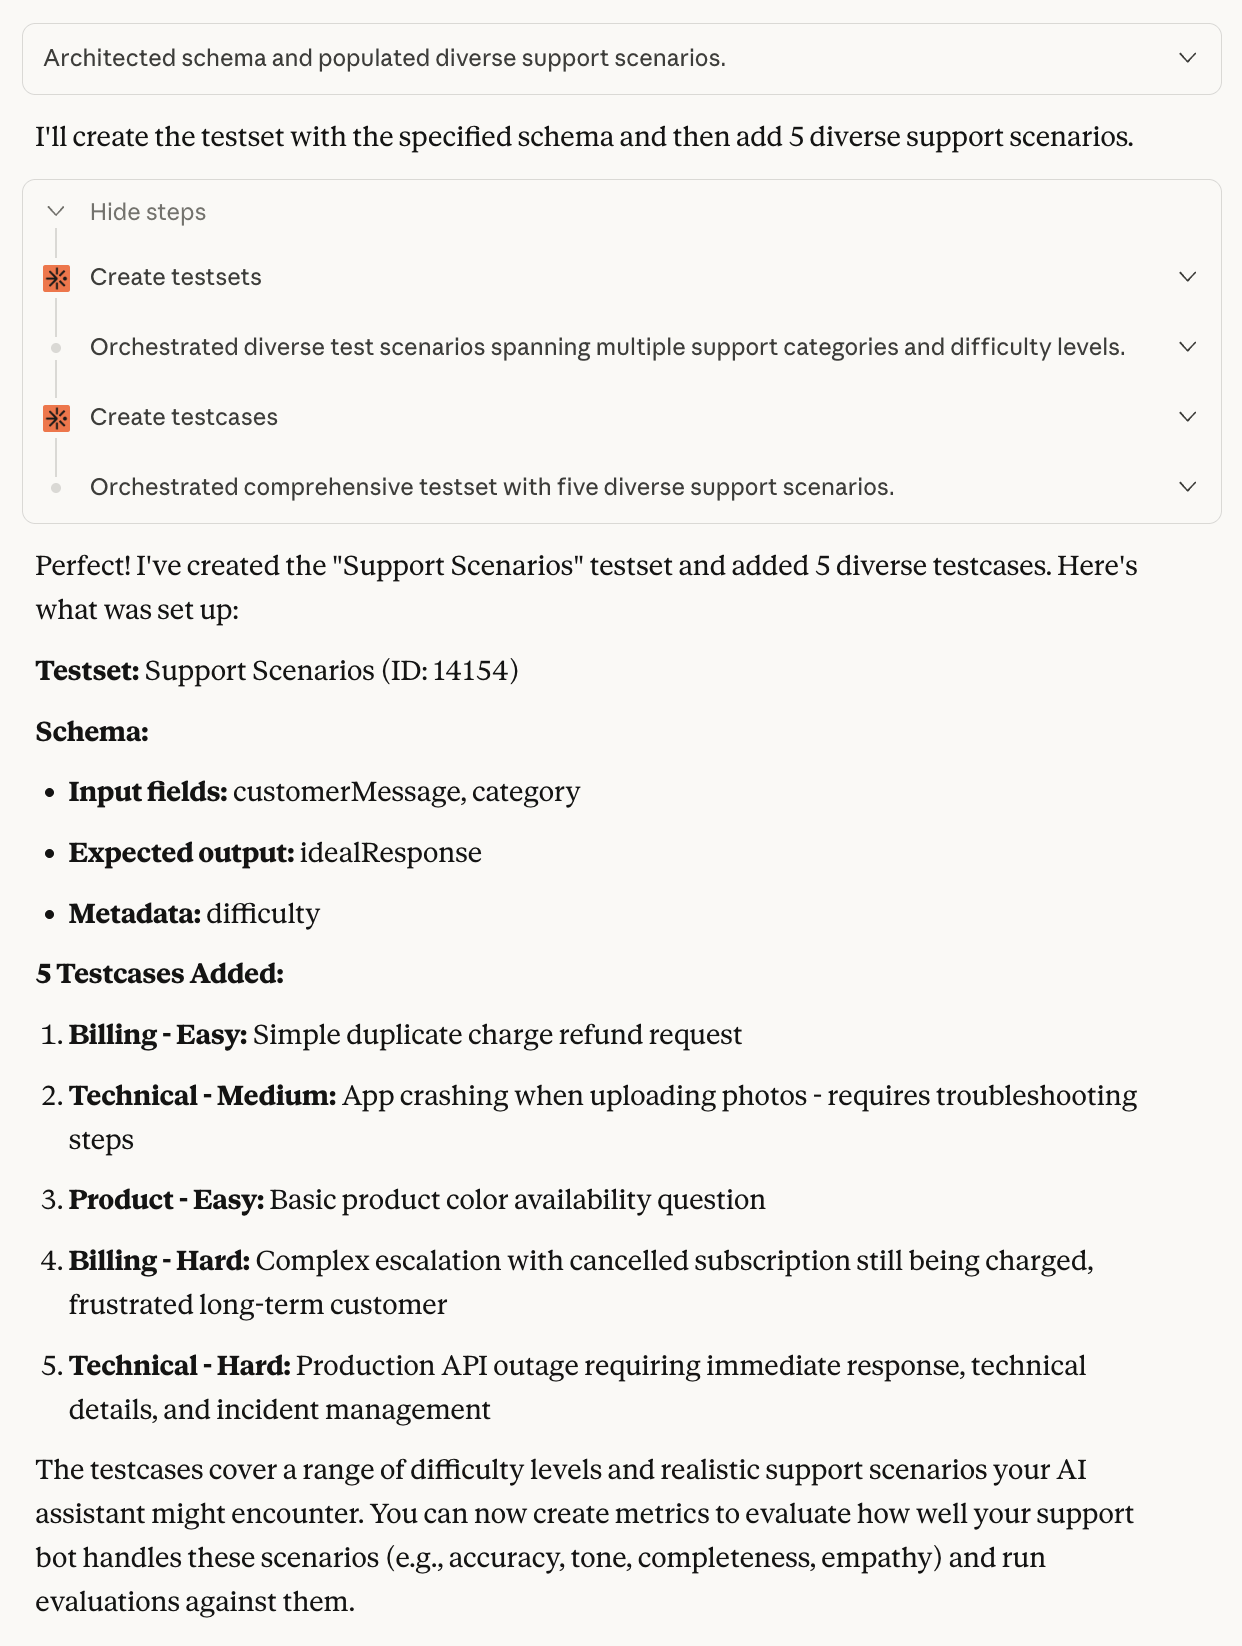 Architected schema and populated diverse support scenarios.
I'll create the testset with the specified schema and then add 5 diverse support scenarios.
Hide steps
Create testsets
Orchestrated diverse test scenarios spanning multiple support categories and difficulty levels.
Create testcases
Orchestrated comprehensive testset with five diverse support scenarios.
Perfect! I've created the "Support Scenarios" testset and added 5 diverse testcases. Here's
what was set up:
Testset: Support Scenarios (ID: 14154)
Schema:
• Input fields: customerMessage, category
• Expected output: idealResponse
• Metadata: difficulty
5 Testcases Added:
1. Billing - Easy: Simple duplicate charge refund request
2. Technical - Medium: App crashing when uploading photos - requires troubleshooting
steps
3. Product - Easy: Basic product color availability question
4. Billing - Hard: Complex escalation with cancelled subscription still being charged,
frustrated long-term customer
5. Technical - Hard: Production API outage requiring immediate response, technical
details, and incident management
The testcases cover a range of difficulty levels and realistic support scenarios your AI
assistant might encounter. You can now create metrics to evaluate how well your support
bot handles these scenarios (e.g., accuracy, tone, completeness, empathy) and run
evaluations against them.